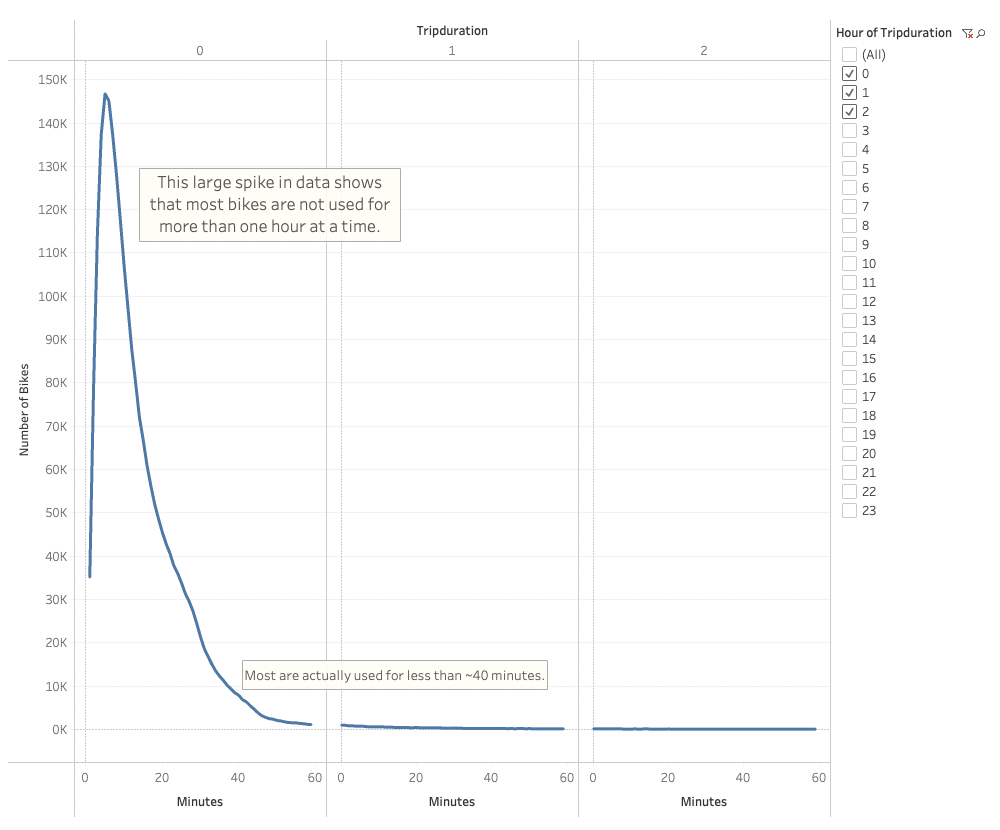 Tripduration
0 1 2
Hour of Tripduration
(All)
0
1
2
3
4
5
6
7
8
9
10
11
12
13
14
15
16
17
18
19
20
21
22
23
150K
140K
130K
120K
110K
100K
90K
80K
70K
60K
50K
40K
30K
20K
10K
0K
Number of Bikes
This large spike in data shows
that most bikes are not used for
more than one hour at a time.
Most are actually used for less than ~40 minutes.
0 20 40 60 0 20 40 60 0 20 40 60
Minutes Minutes Minutes